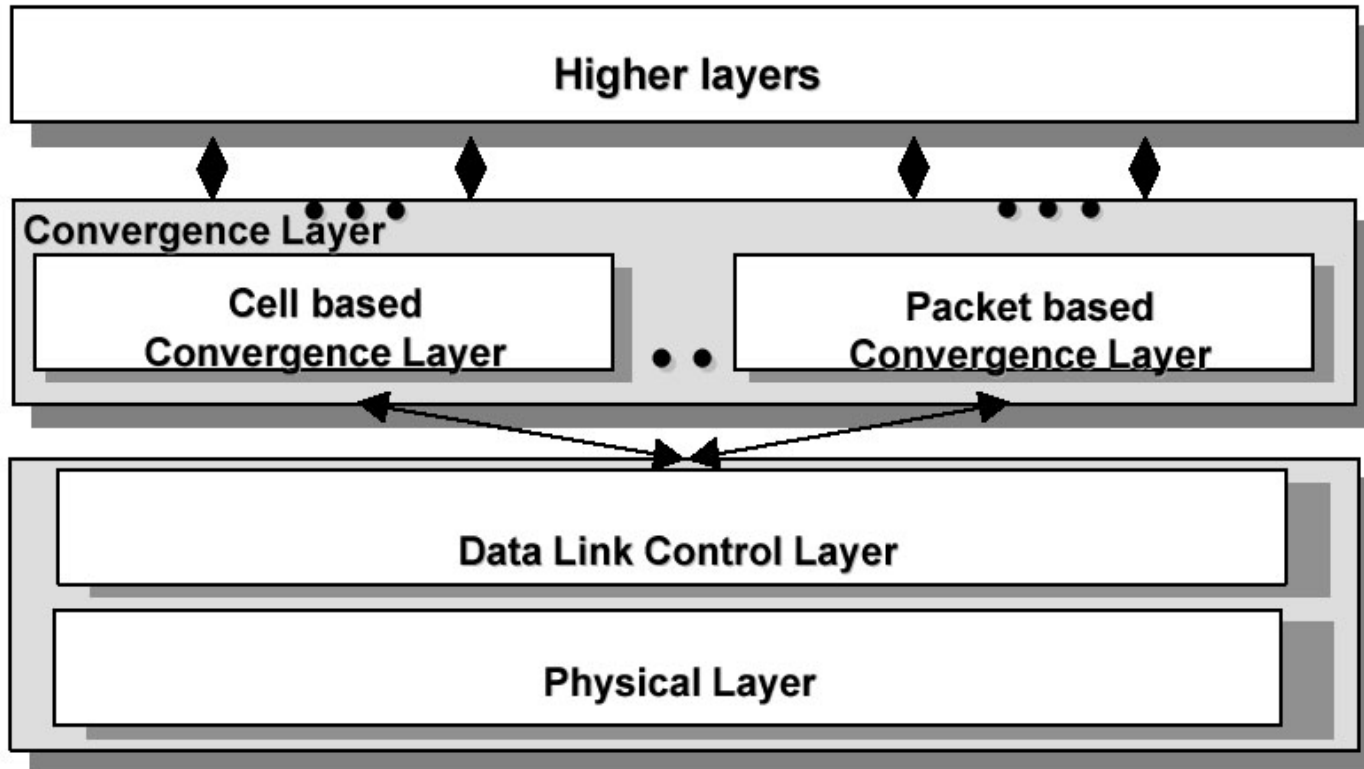 Higher layers
Convergence Layer
Cell based
Convergence Layer
Packet based
Convergence Layer
Data Link Control Layer
Physical Layer